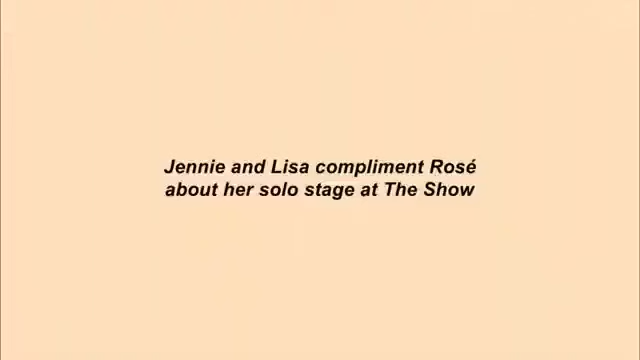 Jennie and Lisa compliment Rosé
about her solo stage at The Show